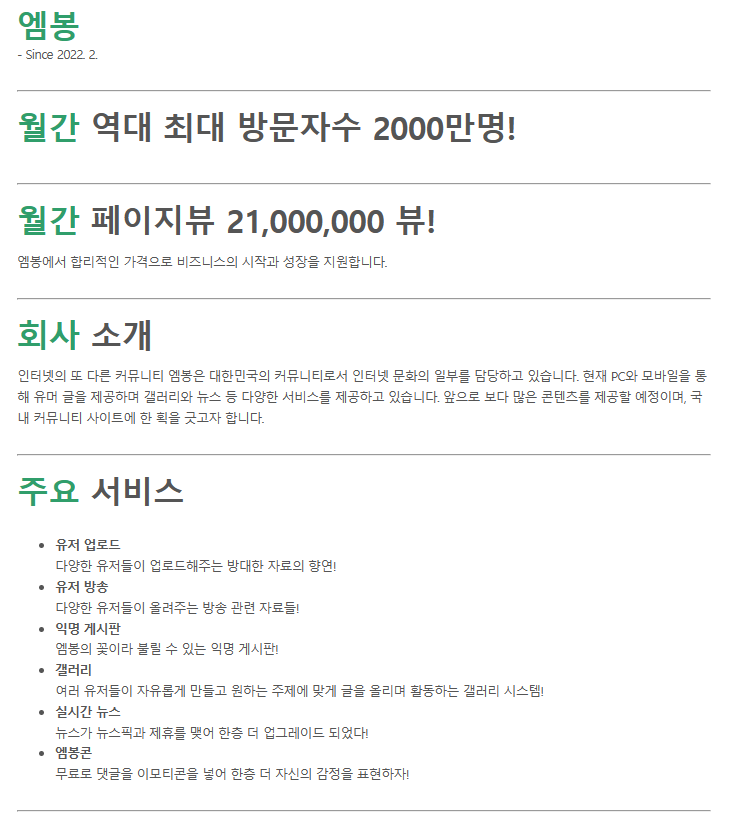 엠봉
- Since 2022. 2.
월간 역대 최대 방문자수 2000만명!
월간 페이지뷰 21,000,000 뷰!
엠봉에서 합리적인 가격으로 비즈니스의 시작과 성장을 지원합니다.
회사 소개
인터넷의 또 다른 커뮤니티 엠봉은 대한민국의 커뮤니티로서 인터넷 문화의 일부를 담당하고 있습니다. 현재 PC와 모바일을 통
해 유머 글을 제공하며 갤러리와 뉴스 등 다양한 서비스를 제공하고 있습니다. 앞으로 보다 많은 콘텐츠를 제공할 예정이며, 국
내 커뮤니티 사이트에 한 획을 긋고자 합니다.
주요 서비스
• 유저 업로드
다양한 유저들이 업로드해주는 방대한 자료의 향연!
• 유저 방송
다양한 유저들이 올려주는 방송 관련 자료들!
• 익명 게시판
엠봉의 꽃이라 불릴 수 있는 익명 게시판!
• 갤러리
여러 유저들이 자유롭게 만들고 원하는 주제에 맞게 글을 올리며 활동하는 갤러리 시스템!
• 실시간 뉴스
뉴스가 뉴스픽과 제휴를 맺어 한층 더 업그레이드 되었다!
• 엠봉콘
무료로 댓글을 이모티콘을 넣어 한층 더 자신의 감정을 표현하자!